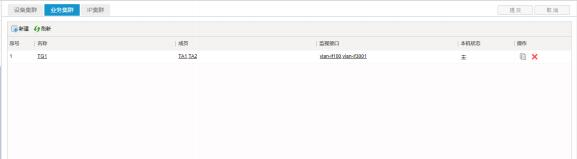 设备集群 业务集群 IP集群 提交 取消
新建 刷新
序号 名称 成员 监视接口 本机状态 操作
1 TG1 TA1 TA2 vlan-if100 vlan-if3001 主